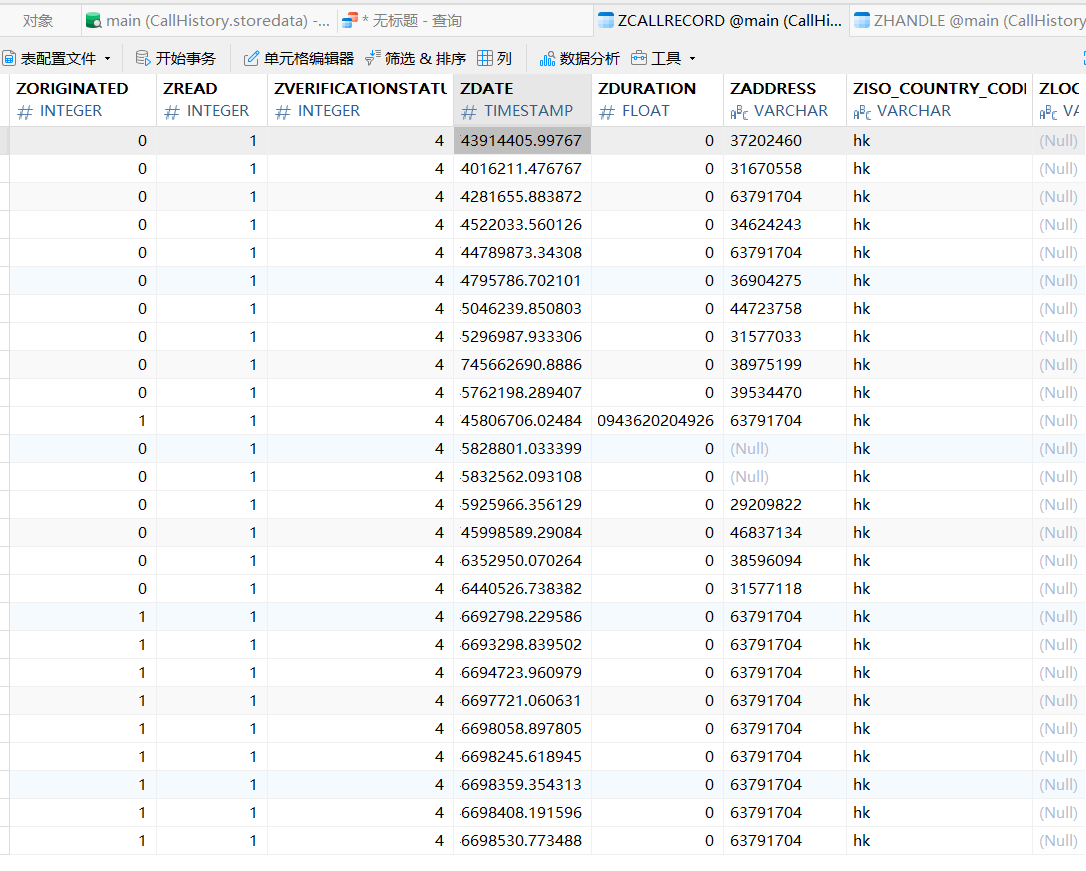 对象 main (CallHistory.storedata) -... * 无标题 - 查询 ZCALLRECORD @main (CallHi... ZHANDLE @main (CallHistory
表配置文件 开始事务 单元格编辑器 筛选 & 排序 列 数据分析 工具
ZORIGINATED ZREAD ZVERIFICATIONSTATU ZDATE ZDURATION ZADDRESS ZISO_COUNTRY_CODE ZLOC
# INTEGER # INTEGER # INTEGER # TIMESTAMP # FLOAT ABC VARCHAR ABC VARCHAR ABC VA
0 1 4 43914405.99767 0 37202460 hk (Null)
0 1 4 4016211.476767 0 31670558 hk (Null)
0 1 4 4281655.883872 0 63791704 hk (Null)
0 1 4 4522033.560126 0 34624243 hk (Null)
0 1 4 44789873.34308 0 63791704 hk (Null)
0 1 4 4795786.702101 0 36904275 hk (Null)
0 1 4 5046239.850803 0 44723758 hk (Null)
0 1 4 5296987.933306 0 31577033 hk (Null)
0 1 4 745662690.8886 0 38975199 hk (Null)
0 1 4 5762198.289407 0 39534470 hk (Null)
1 1 4 45806706.02484 0943620204926 63791704 hk (Null)
0 1 4 5828801.033399 0 (Null) hk (Null)
0 1 4 5832562.093108 0 (Null) hk (Null)
0 1 4 5925966.356129 0 29209822 hk (Null)
0 1 4 45998589.29084 0 46837134 hk (Null)
0 1 4 6352950.070264 0 38596094 hk (Null)
0 1 4 6440526.738382 0 31577118 hk (Null)
1 1 4 6692798.229586 0 63791704 hk (Null)
1 1 4 6693298.839502 0 63791704 hk (Null)
1 1 4 6694723.960979 0 63791704 hk (Null)
1 1 4 6697721.060631 0 63791704 hk (Null)
1 1 4 6698058.897805 0 63791704 hk (Null)
1 1 4 6698245.618945 0 63791704 hk (Null)
1 1 4 6698359.354313 0 63791704 hk (Null)
1 1 4 6698408.191596 0 63791704 hk (Null)
1 1 4 6698530.773488 0 63791704 hk (Null)